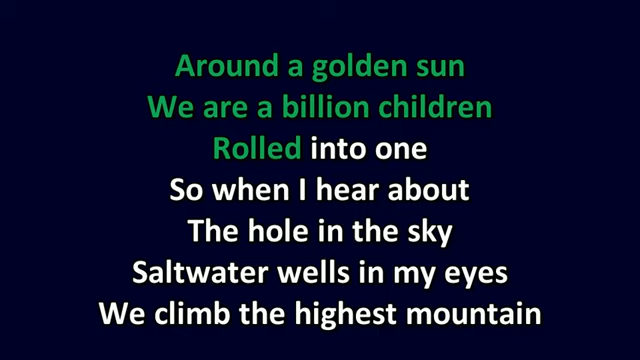 Around a golden sun
We are a billion children
Rolled into one
So when I hear about
The hole in the sky
Saltwater wells in my eyes
We climb the highest mountain